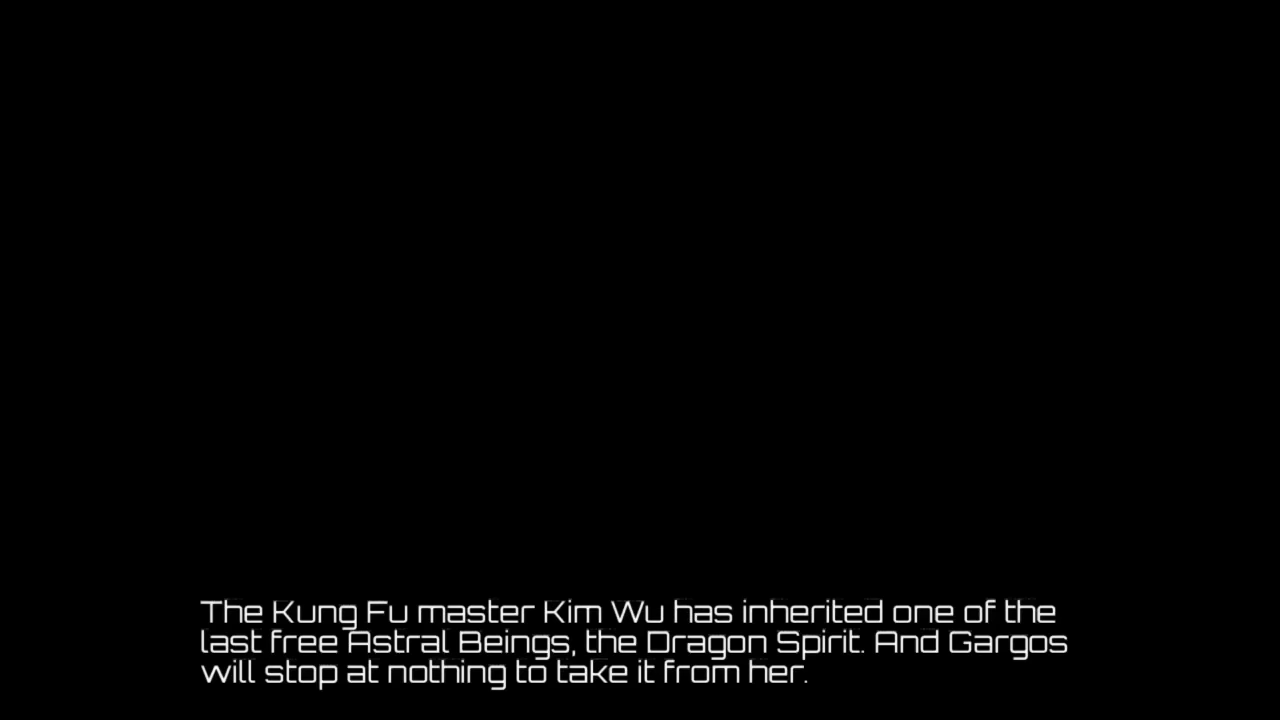 The Kung Fu master Kim Wu has inherited one of the
last free Astral Beings, the Dragon Spirit. And Gargos
will stop at nothing to take it from her.